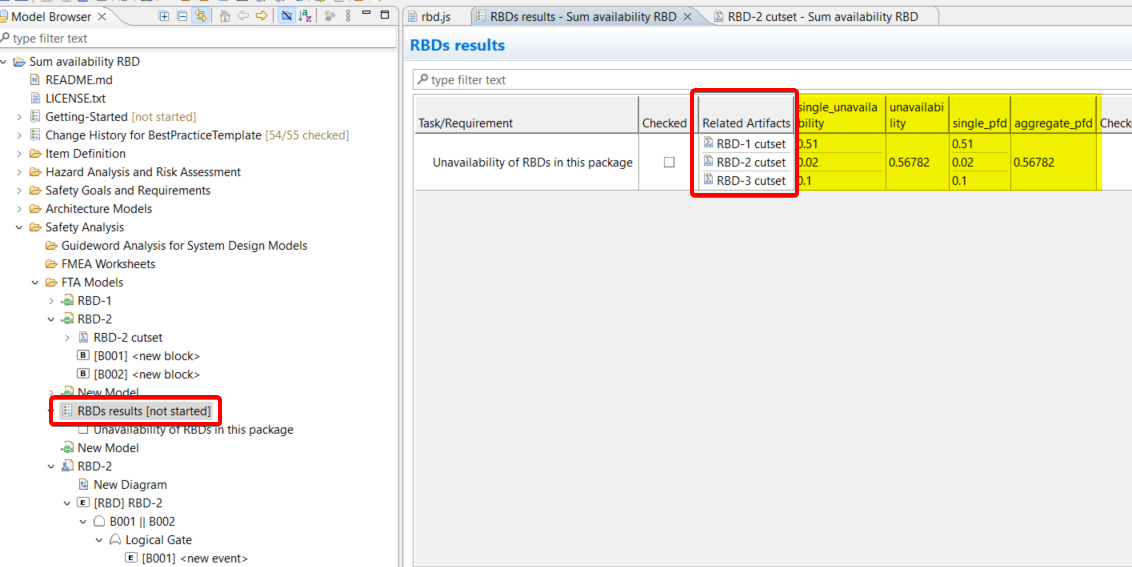 Model Browser
type filter text
Sum availability RBD
README.md
LICENSE.txt
Getting-Started [not started]
Change History for BestPracticeTemplate [54/55 checked]
Item Definition
Hazard Analysis and Risk Assessment
Safety Goals and Requirements
Architecture Models
Safety Analysis
Guideword Analysis for System Design Models
FMEA Worksheets
FTA Models
RBD-1
RBD-2
RBD-2 cutset
[B001] <new block>
[B002] <new block>
New Model
RBDs results [not started]
Unavailability of RBDs in this package
New Model
RBD-2
New Diagram
[RBD] RBD-2
B001 || B002
Logical Gate
[B001] <new event>
rbd.js
RBDs results - Sum availability RBD
RBD-2 cutset - Sum availability RBD
RBDs results
type filter text
Task/Requirement Checked Related Artifacts single_unavaila bility unavailabi lity single_pfd aggregate_pfd Checke
Unavailability of RBDs in this package
RBD-1 cutset 0.51 0.51
RBD-2 cutset 0.02 0.56782 0.02 0.56782
RBD-3 cutset 0.1 0.1